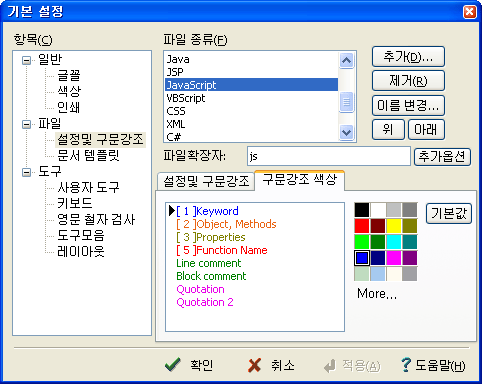 기본 설정
항목(C)
일반
글꼴
색상
인쇄
파일
설정및 구문강조
문서 템플릿
도구
사용자 도구
키보드
영문 철자 검사
도구모음
레이아웃
파일 종류(F)
Java
JSP
JavaScript
VBScript
CSS
XML
C#
추가(D)...
제거(R)
이름 변경...
위 아래
파일확장자: js 추가옵션
설정및 구문강조 구문강조 색상
[ 1 ]Keyword
[ 2 ]Object, Methods
[ 3 ]Properties
[ 5 ]Function Name
Line comment
Block comment
Quotation
Quotation 2
기본값
More...
확인 취소 적용(A) 도움말(H)